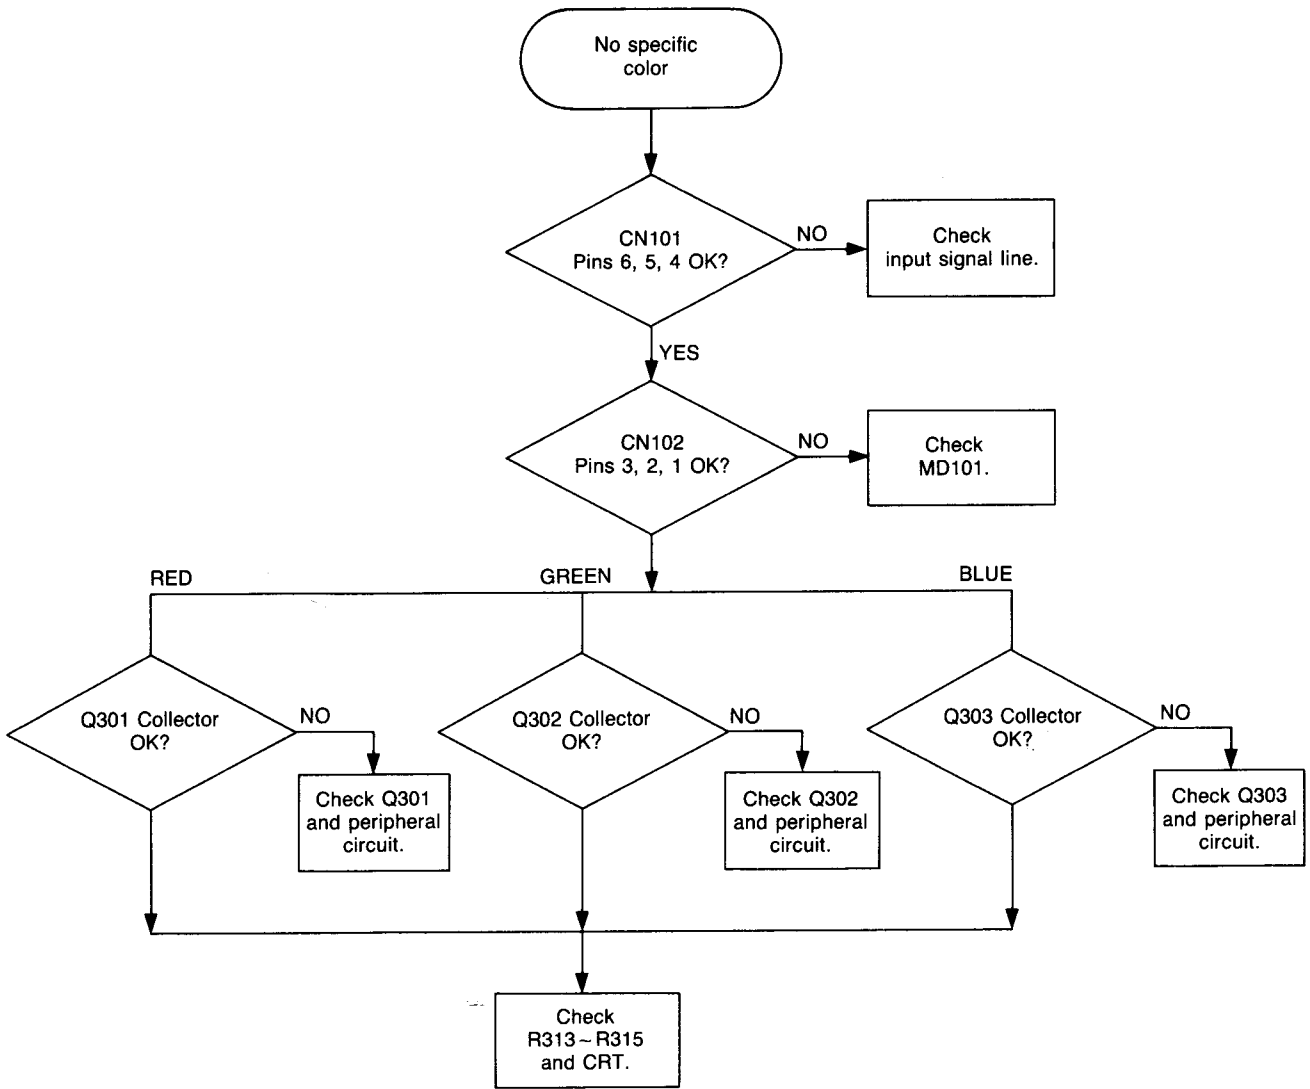 No specific
color
CN101
Pins 6, 5, 4 OK?
NO
Check
input signal line.
YES
CN102
Pins 3, 2, 1 OK?
NO
Check
MD101.
RED
GREEN
BLUE
Q301 Collector
OK?
NO
Check Q301
and peripheral
circuit.
Q302 Collector
OK?
NO
Check Q302
and peripheral
circuit.
Q303 Collector
OK?
NO
Check Q303
and peripheral
circuit.
Check
R313~R315
and CRT.